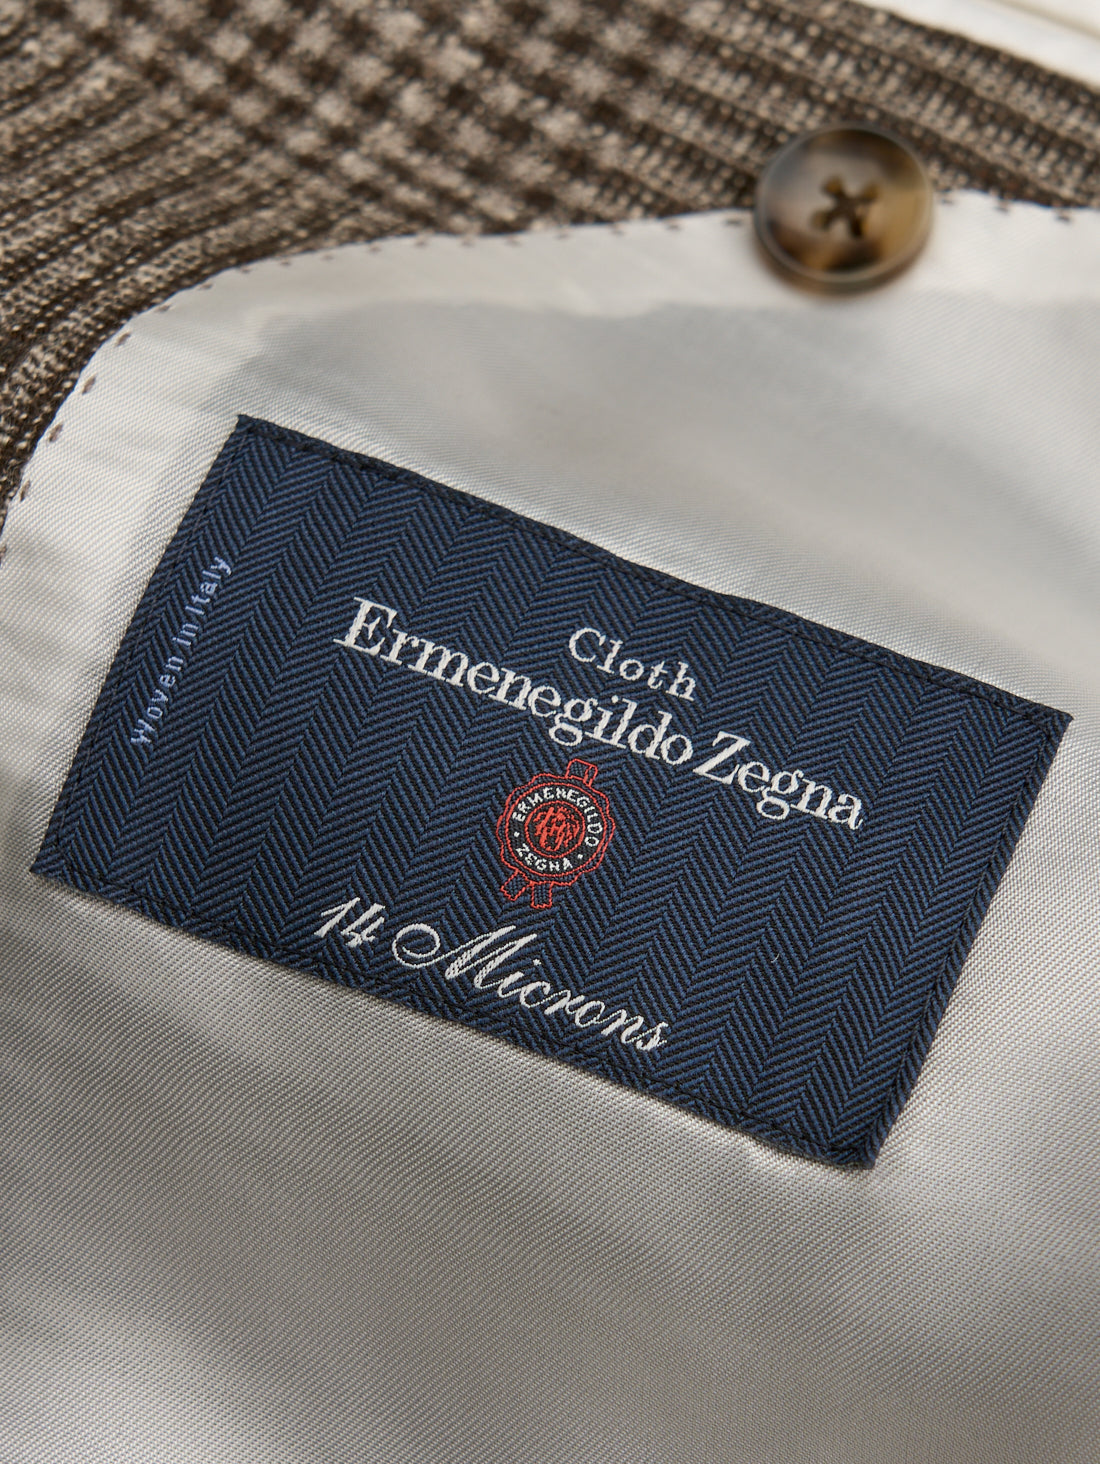 Woven in Italy
Cloth
Ermenegildo Zegna
ERMENEGILDO
ZEGNA
14 Microns